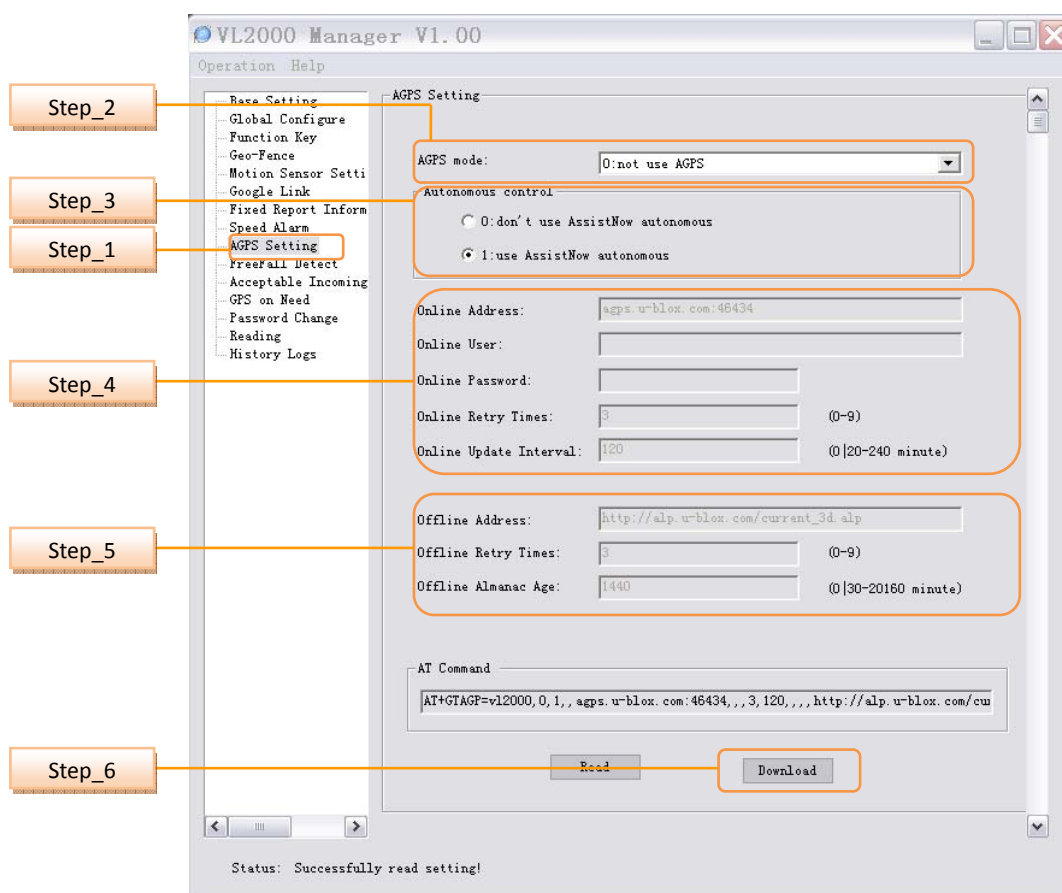 VL2000 Manager V1.00
Operation Help
Step_2
Step_3
Step_1
Step_4
Step_5
Step_6
Base Setting
Global Configure
Function Key
Geo-Fence
Motion Sensor Setti
Google Link
Fixed Report Inform
Speed Alarm
AGPS Setting
FreeFall Detect
Acceptable Incoming
GPS on Need
Password Change
Reading
History Logs
AGPS Setting
AGPS mode: 0:not use AGPS
Autonomous control
0:don't use AssistNow autonomous
1:use AssistNow autonomous
Online Address: agps.u-blox.com:46434
Online User:
Online Password:
Online Retry Times: 3 (0-9)
Online Update Interval: 120 (0|20-240 minute)
Offline Address: http://alp.u-blox.com/current_3d.alp
Offline Retry Times: 3 (0-9)
Offline Almanac Age: 1440 (0|30-20160 minute)
AT Command
AT+GTAGP=vl2000,0,1,,agps.u-blox.com:46434,,,3,120,,,,http://alp.u-blox.com/cu
Read Download
Status: Successfully read setting!